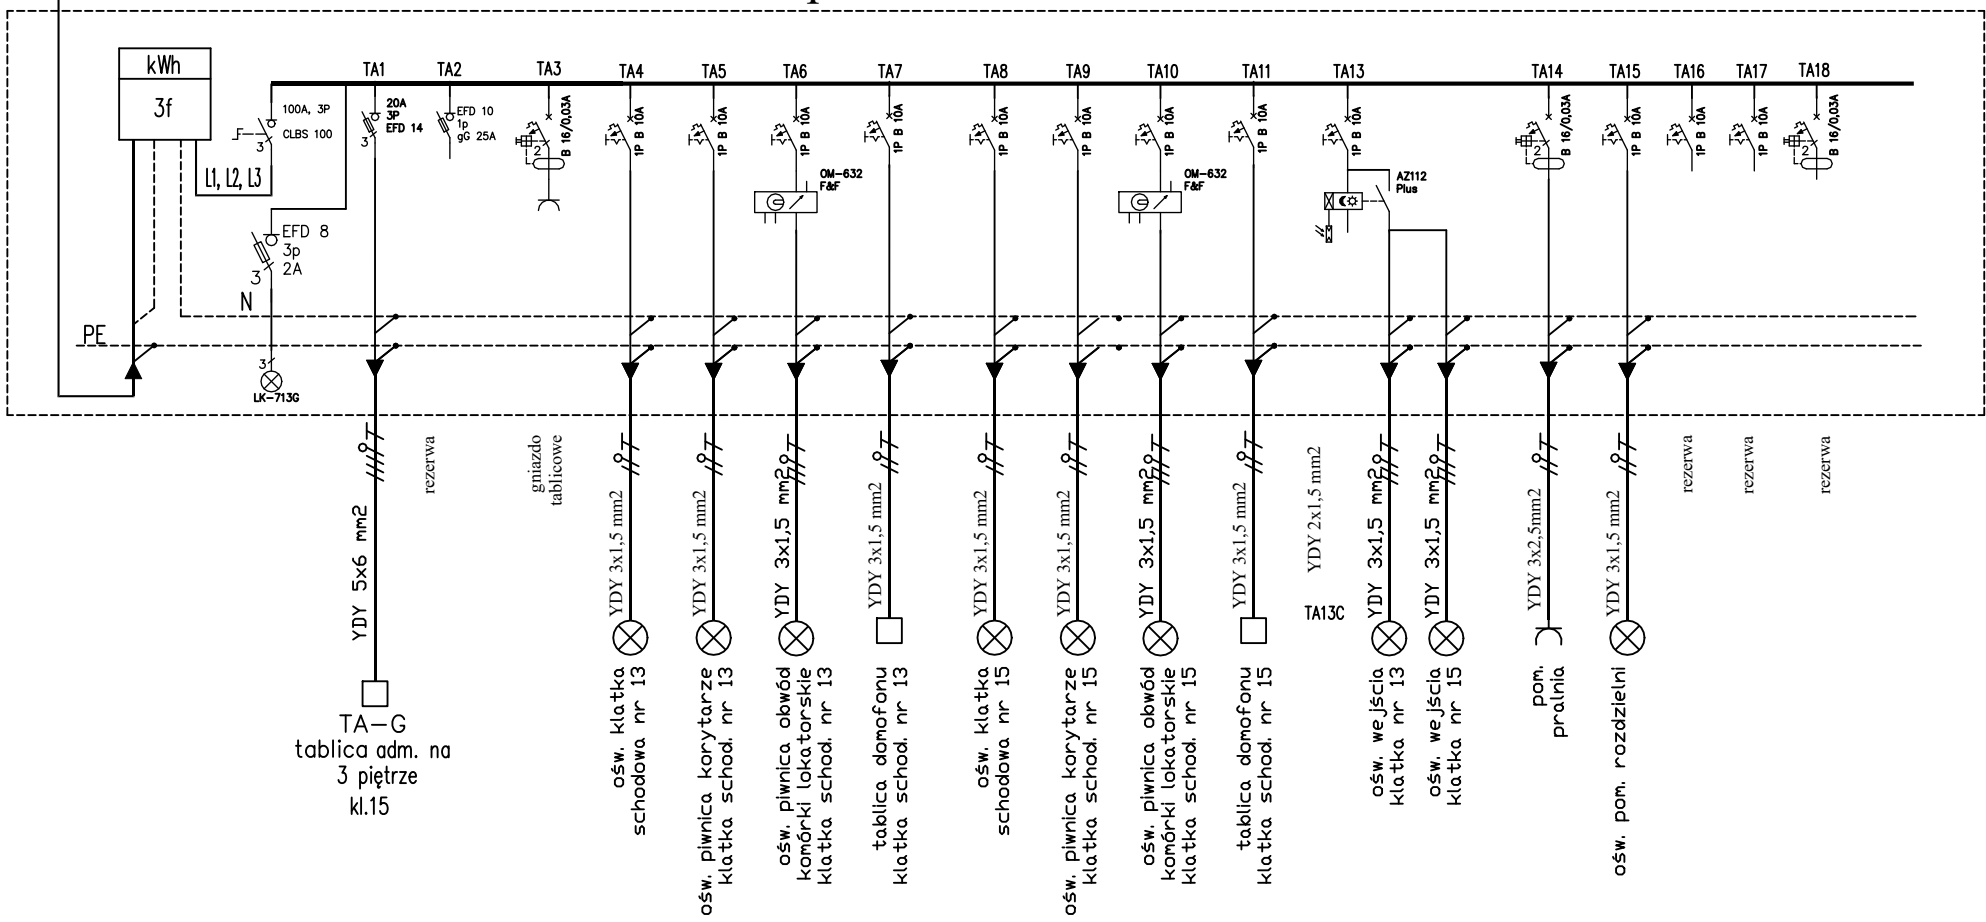 kWh
3f
L1, L2, L3
PE
N
100A, 3P
CLBS 100
3
EFD 8
3p
2A
3
3
LK-713G
TA1
20A
3P
EFD 14
3
TA2
EFD 10
1p
gG 25A
TA3
B 16/0,03A
2
TA4
1P B 10A
TA5
1P B 10A
TA6
1P B 10A
OM-632
F&F
TA7
1P B 10A
TA8
1P B 10A
TA9
1P B 10A
TA10
1P B 10A
OM-632
F&F
TA11
1P B 10A
TA13
1P B 10A
AZ112
Plus
TA14
B 16/0,03A
2
TA15
1P B 10A
TA16
1P B 10A
TA17
1P B 10A
TA18
B 16/0,03A
2
YDY 5x6 mm2
TA-G
tablica adm. na
3 piętrze
kl.15
rezerwa
gniazdo
tablicowe
YDY 3x1,5 mm2
ośw. klatka
schodowa nr 13
YDY 3x1,5 mm2
ośw. piwnica korytarze
klatka schod. nr 13
YDY 3x1,5 mm2
ośw. piwnica obwód
komórki lokatorskie
klatka schod. nr 13
YDY 3x1,5 mm2
tablica domofonu
klatka schod. nr 13
YDY 3x1,5 mm2
ośw. klatka
schodowa nr 15
YDY 3x1,5 mm2
ośw. piwnica korytarze
klatka schod. nr 15
YDY 3x1,5 mm2
ośw. piwnica obwód
komórki lokatorskie
klatka schod. nr 15
YDY 3x1,5 mm2
tablica domofonu
klatka schod. nr 15
YDY 2x1,5 mm2
TA13C
YDY 3x1,5 mm2
ośw. wejścia
klatka nr 13
YDY 3x1,5 mm2
ośw. wejścia
klatka nr 15
YDY 3x2,5mm2
pom.
pralnia
YDY 3x1,5 mm2
ośw. pom. rozdzielni
rezerwa
rezerwa
rezerwa